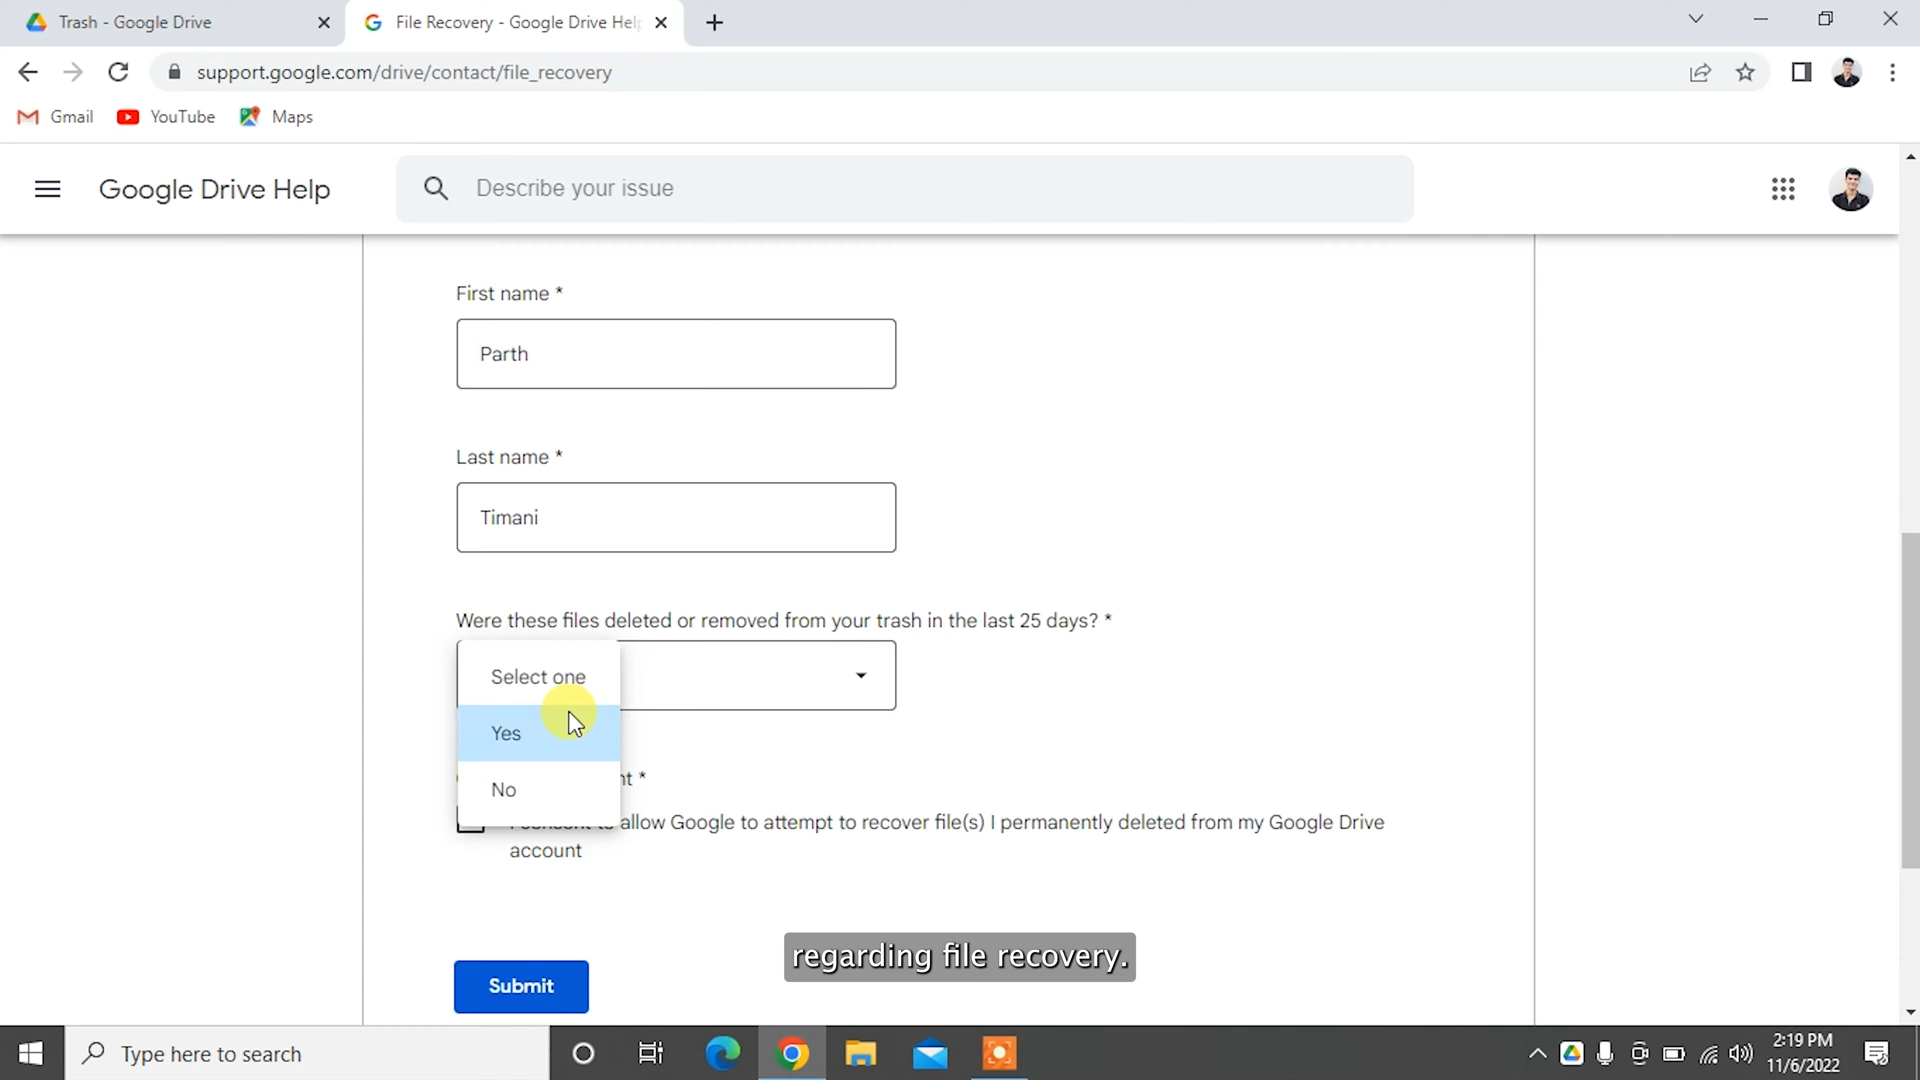 Trash - Google Drive
File Recovery - Google Drive Hel
support.google.com/drive/contact/file_recovery
Gmail
YouTube
Maps
Google Drive Help
Describe your issue
First name *
Parth
Last name *
Timani
Were these files deleted or removed from your trash in the last 25 days? *
Select one
Yes
No
nt *
allow Google to attempt to recover file(s) I permanently deleted from my Google Drive
account
regarding file recovery.
Submit
Type here to search
2:19 PM
11/6/2022